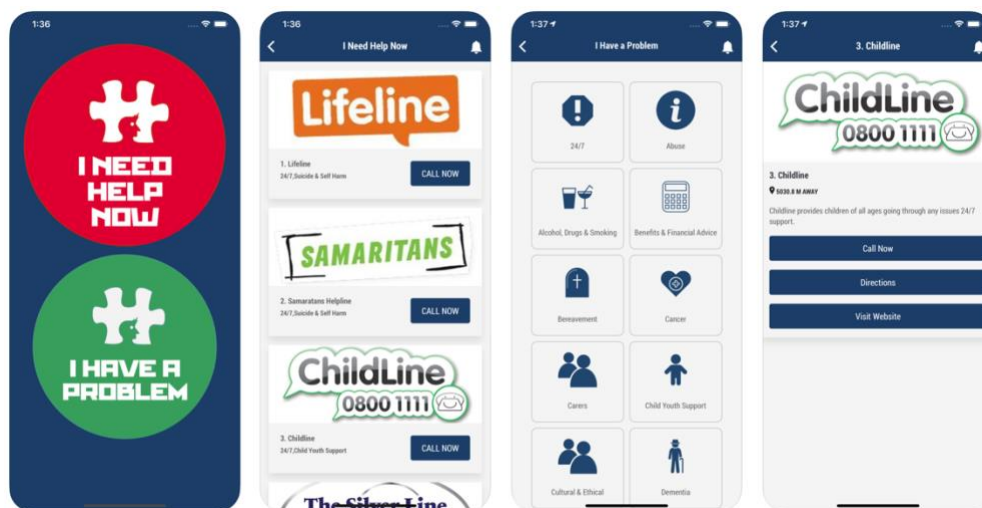 1:36
I NEED
HELP
NOW
I HAVE A
PROBLEM
1:36
I Need Help Now
Lifeline
1. Lifeline
24/7,Suicide & Self Harm
CALL NOW
SAMARITANS
2. Samaratans Helpline
24/7,Suicide & Self Harm
CALL NOW
ChildLine
0800 1111
3. Childline
24/7,Child Youth Support
CALL NOW
The Silver Line
1:37
I Have a Problem
24/7
Abuse
Alcohol, Drugs & Smoking
Benefits & Financial Advice
Bereavement
Cancer
Carers
Child Youth Support
Cultural & Ethical
Dementia
1:37
3. Childline
ChildLine
0800 1111
3. Childline
5030.8 M AWAY
Childline provides children of all ages going through any issues 24/7
support.
Call Now
Directions
Visit Website